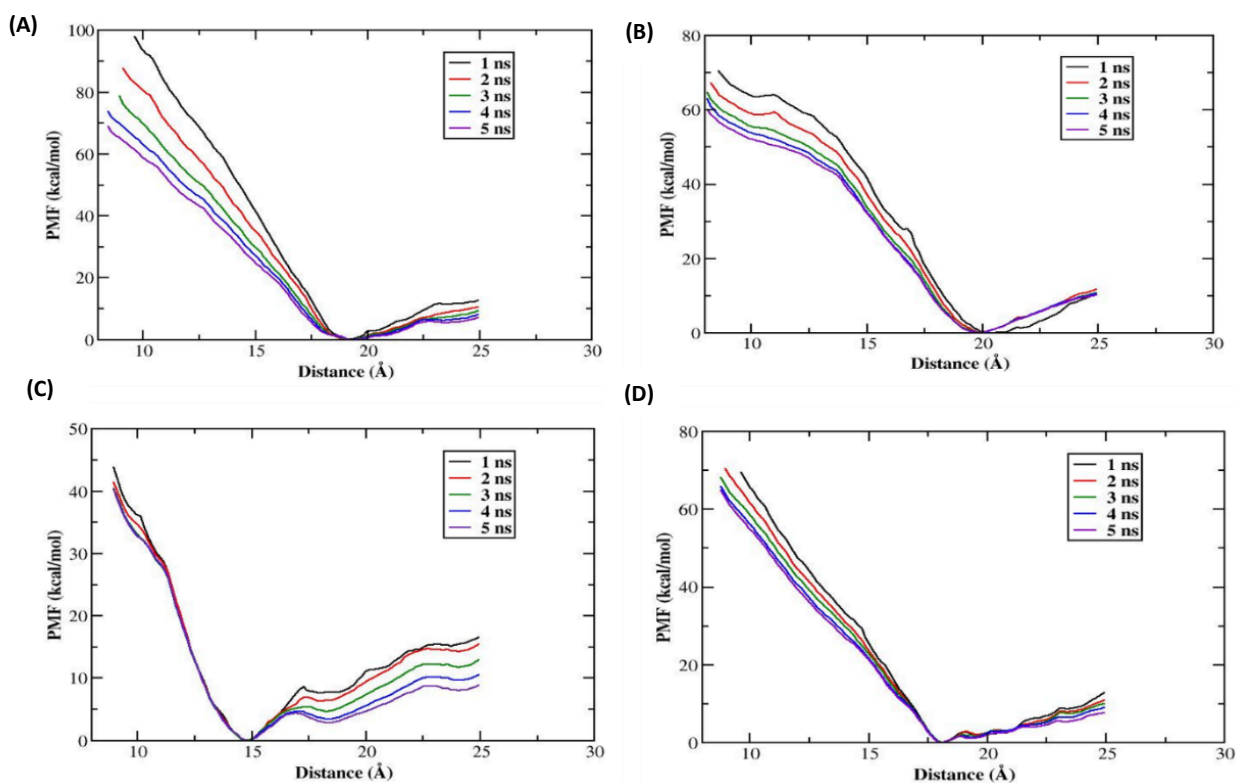 (A)
100
80
60
40
20
0
10 15 20 25 30
PMF (kcal/mol)
Distance (Å)
1 ns
2 ns
3 ns
4 ns
5 ns
(B)
80
60
40
20
0
10 15 20 25 30
PMF (kcal/mol)
Distance (Å)
1 ns
2 ns
3 ns
4 ns
5 ns
(C)
50
40
30
20
10
0
10 15 20 25 30
PMF (kcal/mol)
Distance (Å)
1 ns
2 ns
3 ns
4 ns
5 ns
(D)
80
60
40
20
0
10 15 20 25 30
PMF (kcal/mol)
Distance (Å)
1 ns
2 ns
3 ns
4 ns
5 ns